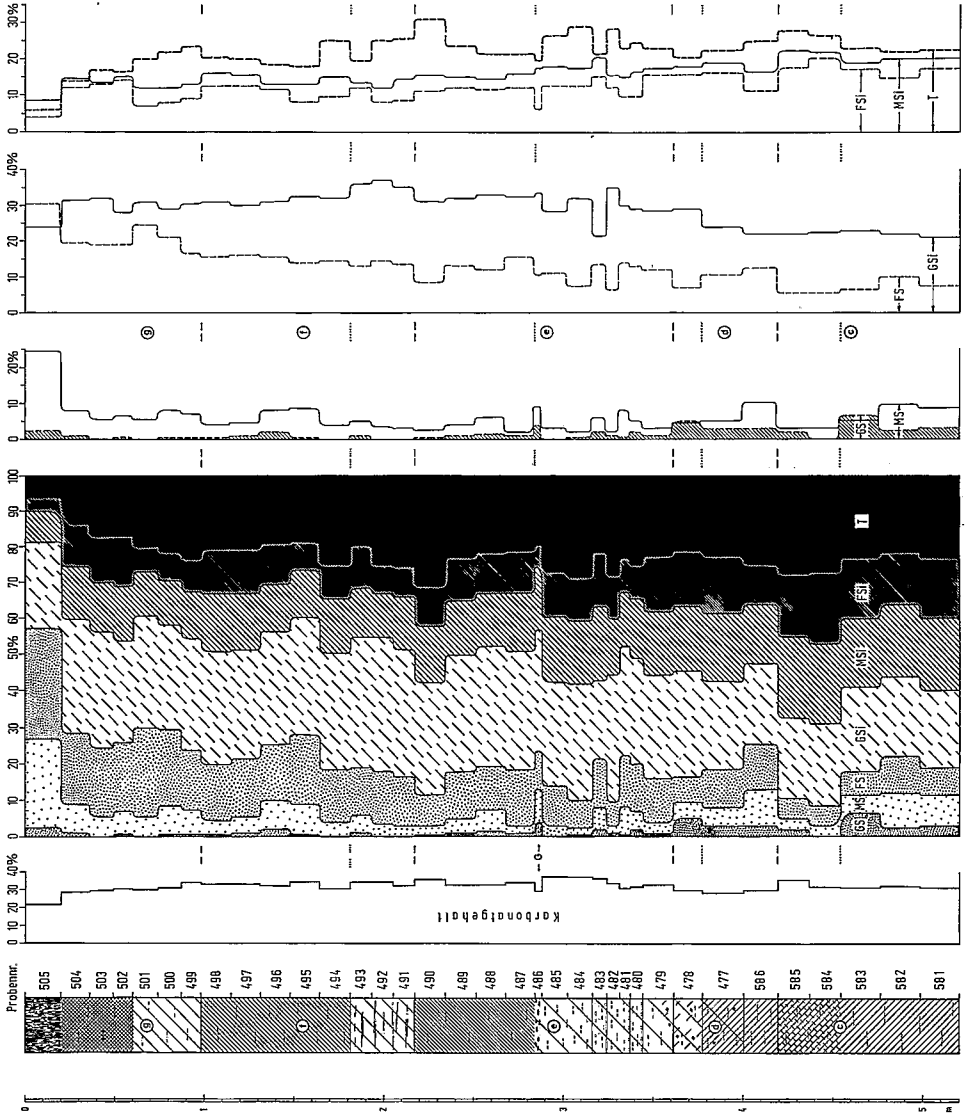 Probennr.
505
504
503
502
501
500
499
498
497
496
495
494
493
492
491
490
489
488
487
486
485
484
483
482
481
480
479
478
477
586
585
584
583
582
581
g
f
e
d
c
0
1
2
3
4
5
m
0 10 20 30 40%
Karbonatgehalt
G
0 10 20 30 40 50% 60 70 80 90 100
GS MS FS GSi MSi FSi T
0 10 20%
GS
MS
g
f
e
d
c
0 10 20 30 40%
FS
GSi
0 10 20 30%
FSi
MSi
T